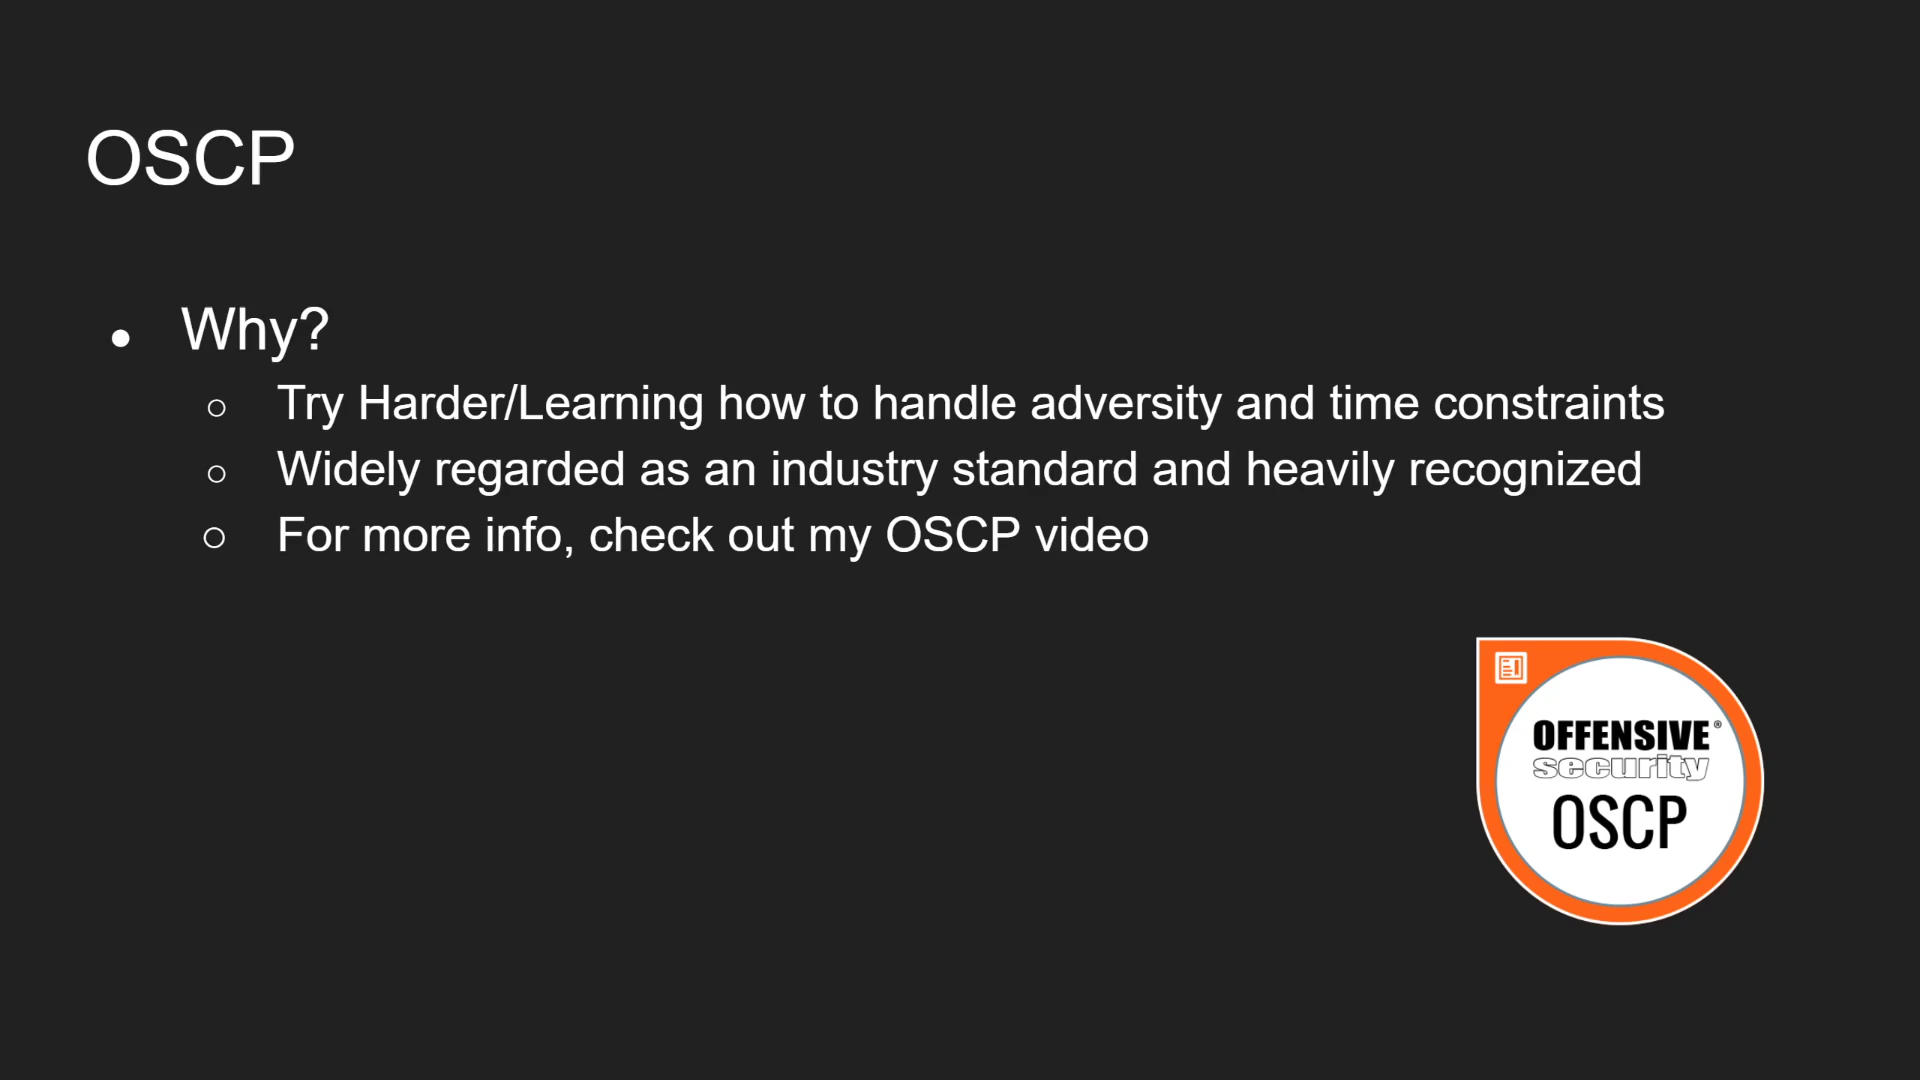 OSCP
● Why?
○ Try Harder/Learning how to handle adversity and time constraints
○ Widely regarded as an industry standard and heavily recognized
○ For more info, check out my OSCP video
OFFENSIVE®
security
OSCP